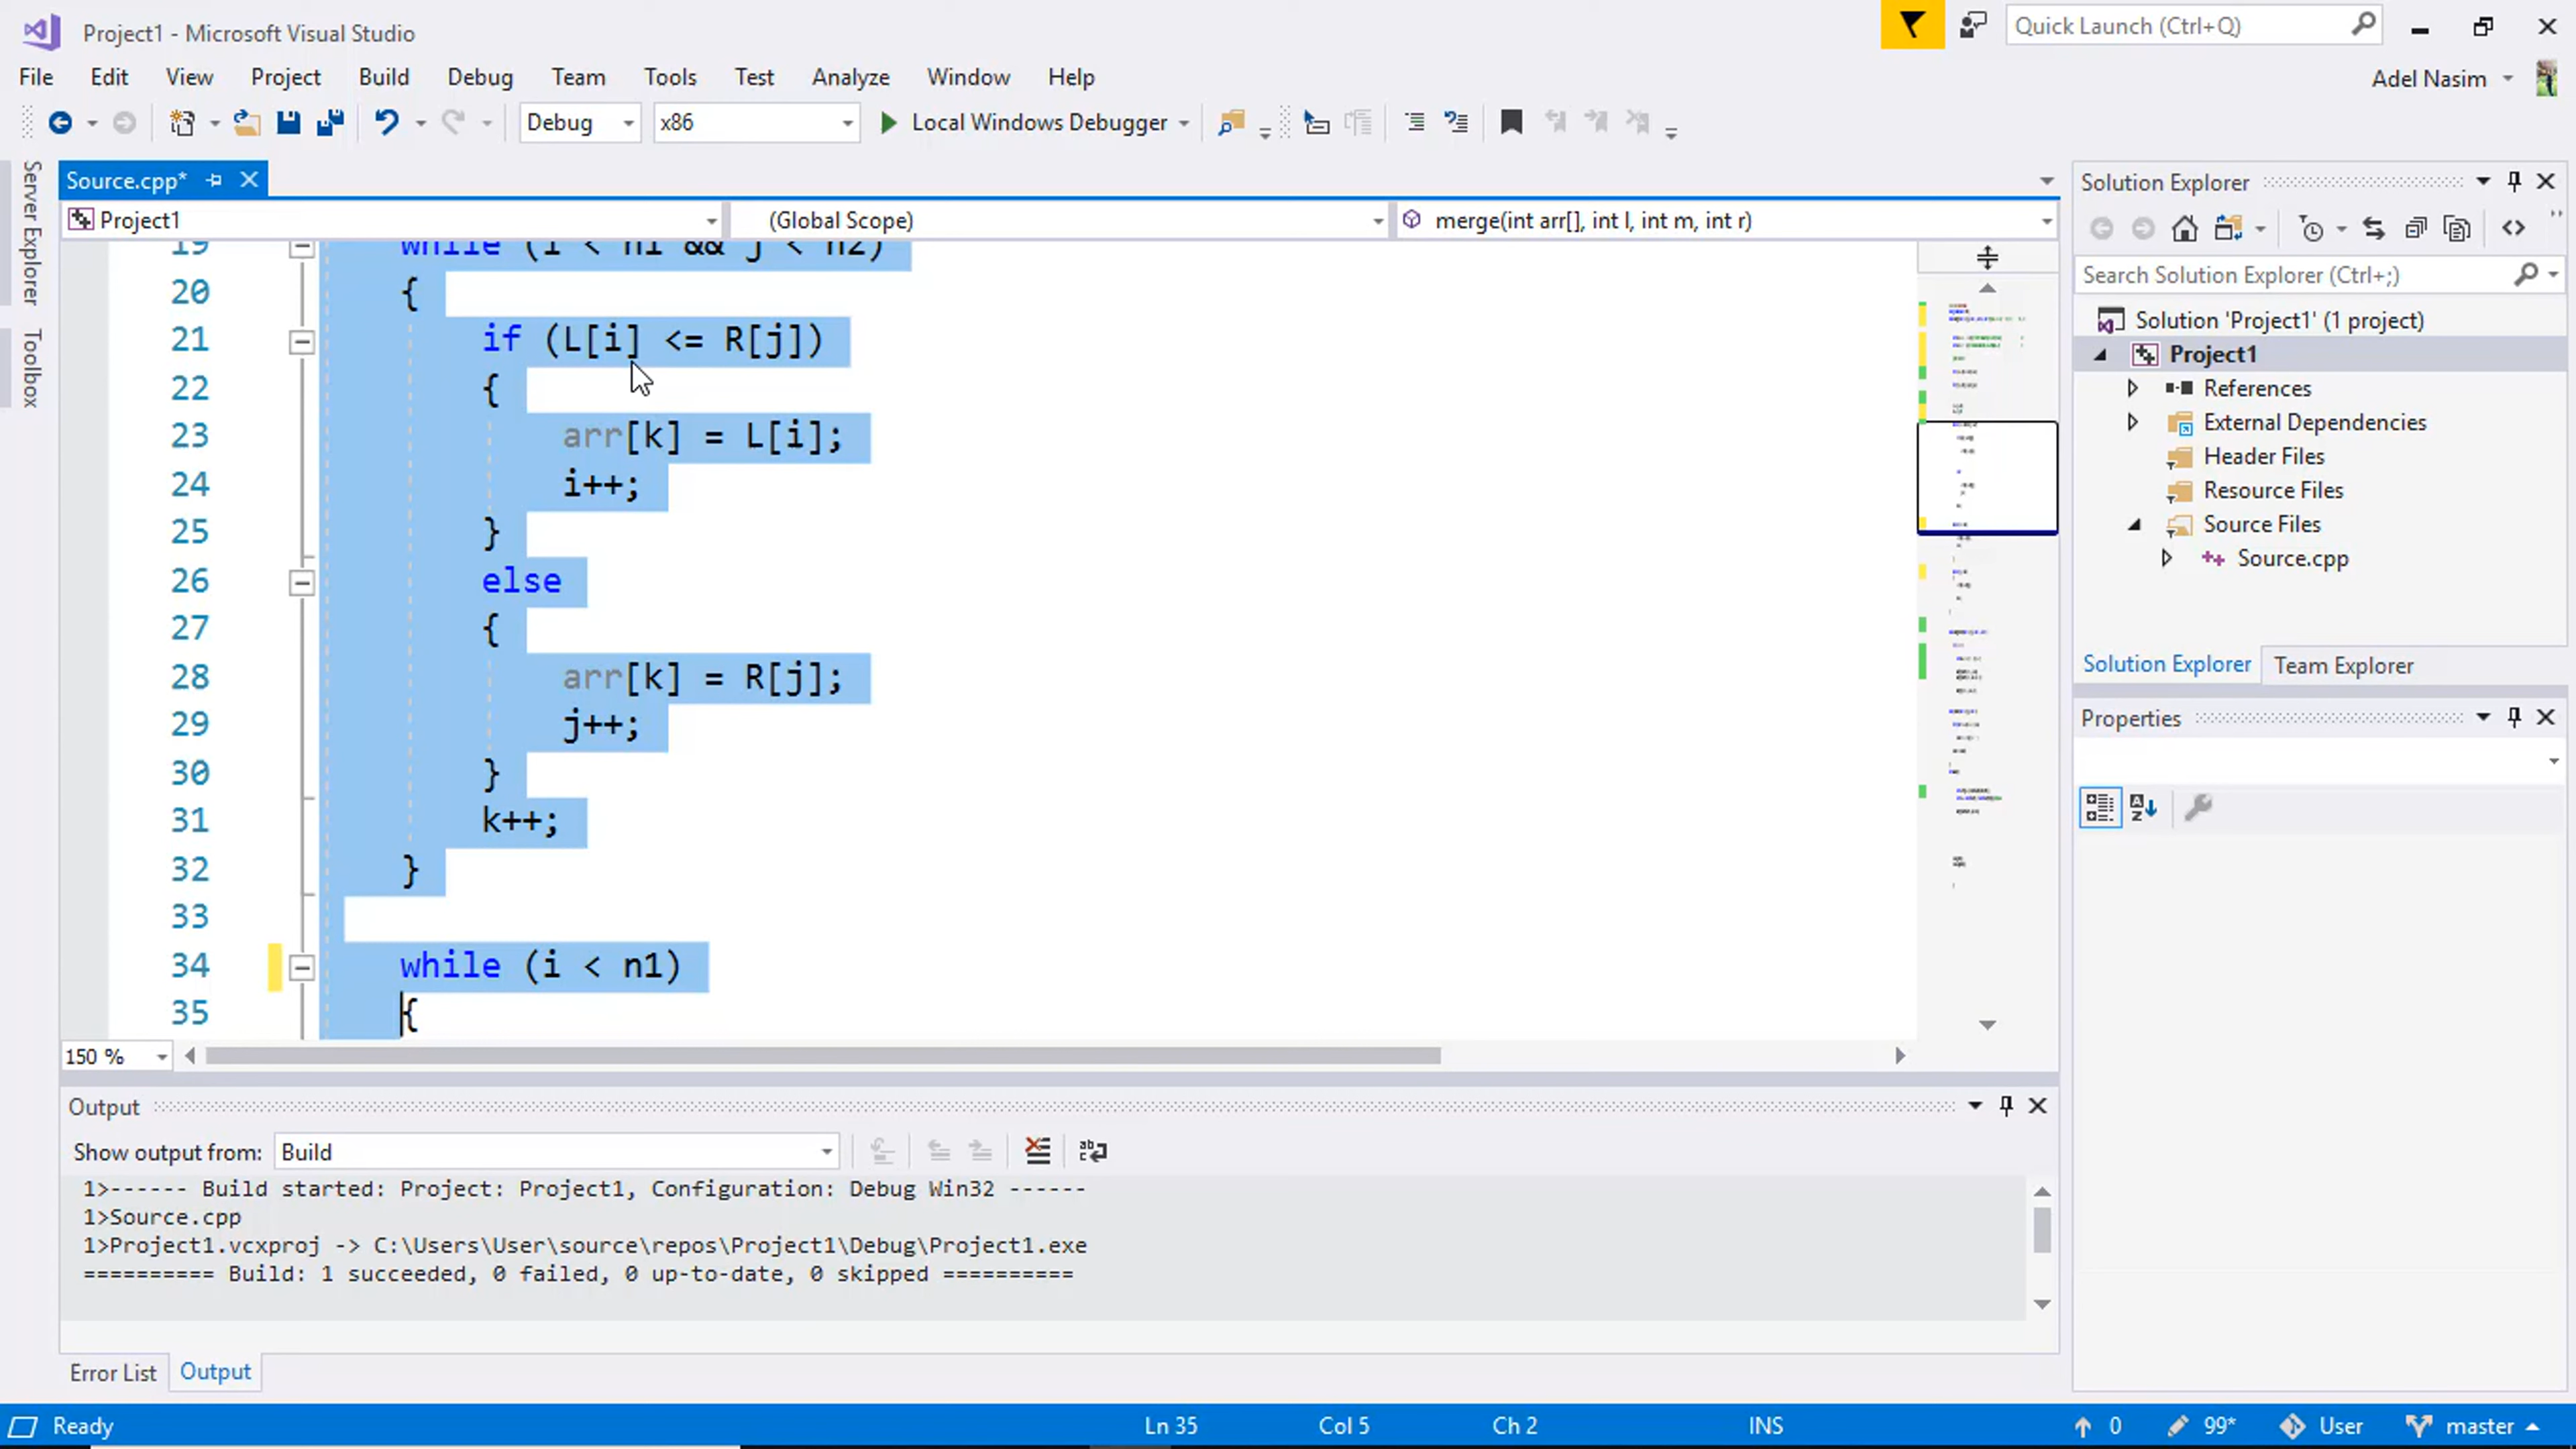 Project1 - Microsoft Visual Studio
Quick Launch (Ctrl+Q)
File Edit View Project Build Debug Team Tools Test Analyze Window Help
Adel Nasim
Debug x86 Local Windows Debugger
Server Explorer
Toolbox
Source.cpp*
Project1 (Global Scope) merge(int arr[], int l, int m, int r)
19 while (i < n1 && j < n2)
20 {
21 if (L[i] <= R[j])
22 {
23 arr[k] = L[i];
24 i++;
25 }
26 else
27 {
28 arr[k] = R[j];
29 j++;
30 }
31 k++;
32 }
33
34 while (i < n1)
35 {
150 %
Solution Explorer
Search Solution Explorer (Ctrl+;)
Solution 'Project1' (1 project)
Project1
References
External Dependencies
Header Files
Resource Files
Source Files
Source.cpp
Solution Explorer Team Explorer
Properties
Output
Show output from: Build
1>------ Build started: Project: Project1, Configuration: Debug Win32 ------
1>Source.cpp
1>Project1.vcxproj -> C:\Users\User\source\repos\Project1\Debug\Project1.exe
========== Build: 1 succeeded, 0 failed, 0 up-to-date, 0 skipped ==========
Error List Output
Ready Ln 35 Col 5 Ch 2 INS 0 99* User master